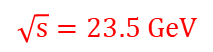 √s = 23.5 GeV